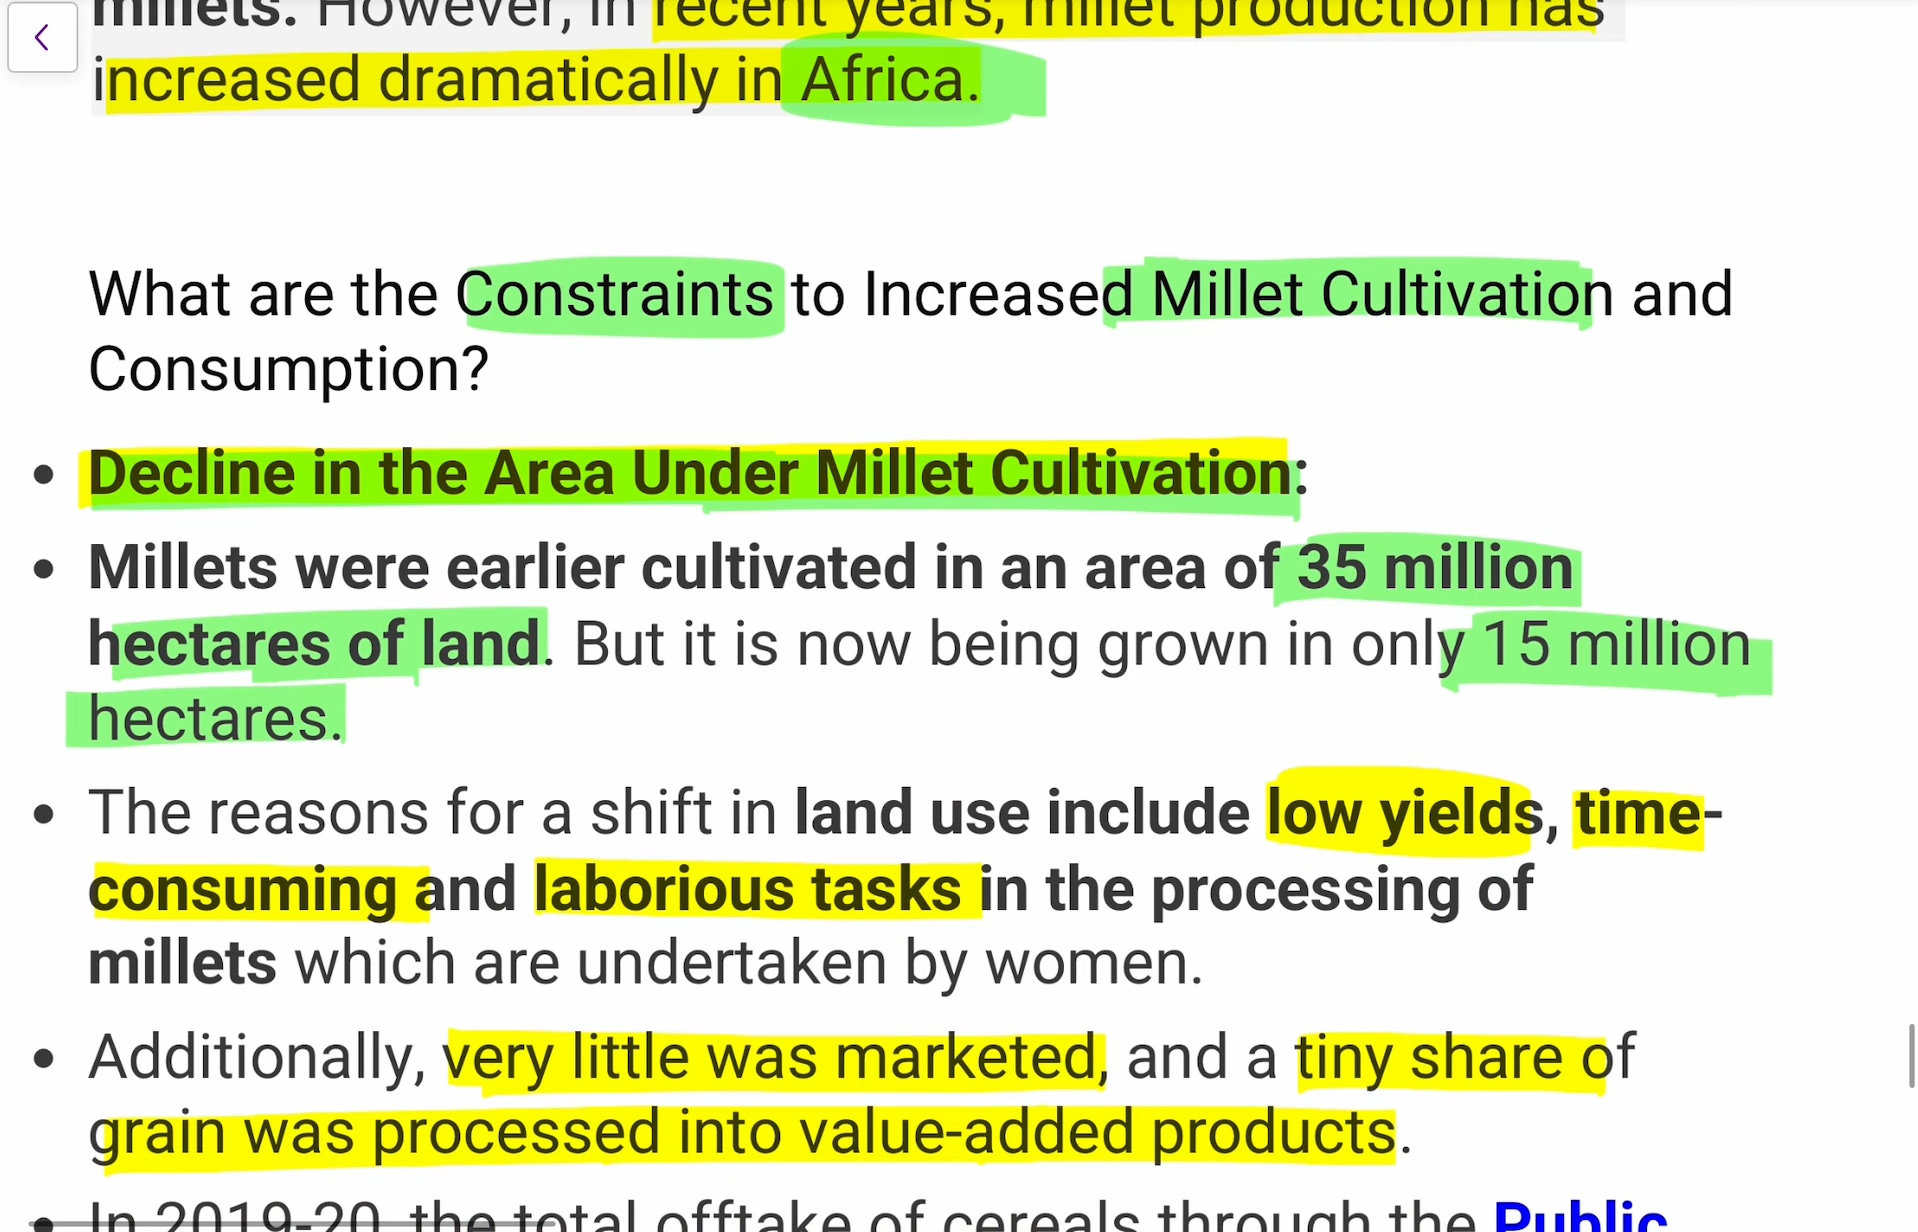 millets. However, in recent years, millet production has
increased dramatically in Africa.
What are the Constraints to Increased Millet Cultivation and
Consumption?
• Decline in the Area Under Millet Cultivation:
• Millets were earlier cultivated in an area of 35 million
hectares of land. But it is now being grown in only 15 million
hectares.
• The reasons for a shift in land use include low yields, time-
consuming and laborious tasks in the processing of
millets which are undertaken by women.
• Additionally, very little was marketed, and a tiny share of
grain was processed into value-added products.
• In 2019-20, the total offtake of cereals through the Public